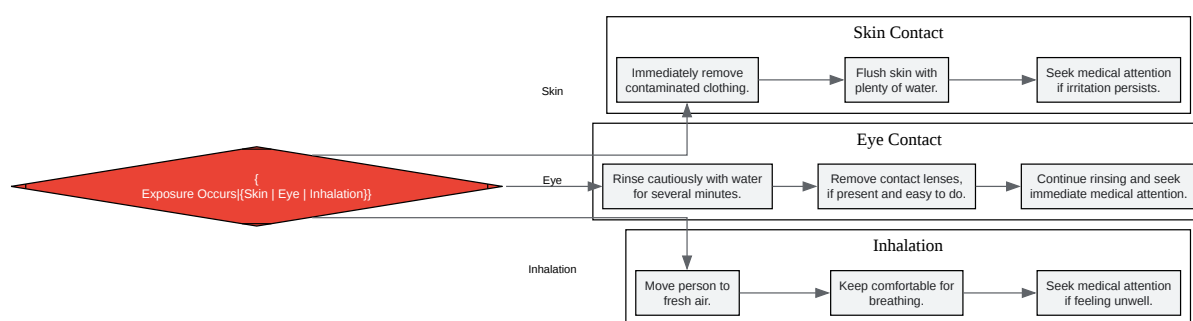 Skin Contact
Immediately remove
contaminated clothing.
Flush skin with
plenty of water.
Seek medical attention
if irritation persists.
Skin
Eye Contact
{
Exposure Occurs|{Skin | Eye | Inhalation}}
Eye
Rinse cautiously with water
for several minutes.
Remove contact lenses,
if present and easy to do.
Continue rinsing and seek
immediate medical attention.
Inhalation
Inhalation
Move person to
fresh air.
Keep comfortable for
breathing.
Seek medical attention
if feeling unwell.